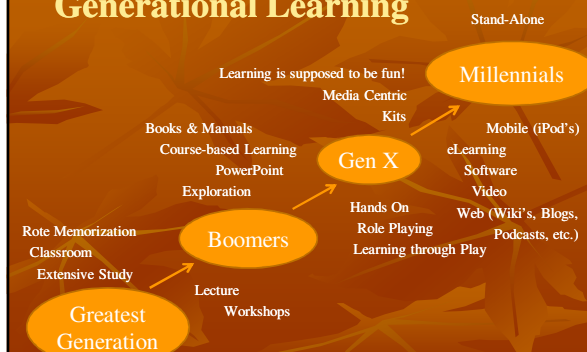 Generational Learning
Stand-Alone
Millennials
Learning is supposed to be fun!
Media Centric
Kits
Mobile (iPod's)
eLearning
Software
Video
Web (Wiki's, Blogs,
Podcasts, etc.)
Books & Manuals
Course-based Learning
PowerPoint
Exploration
Gen X
Hands On
Role Playing
Learning through Play
Rote Memorization
Classroom
Extensive Study
Boomers
Lecture
Workshops
Greatest
Generation